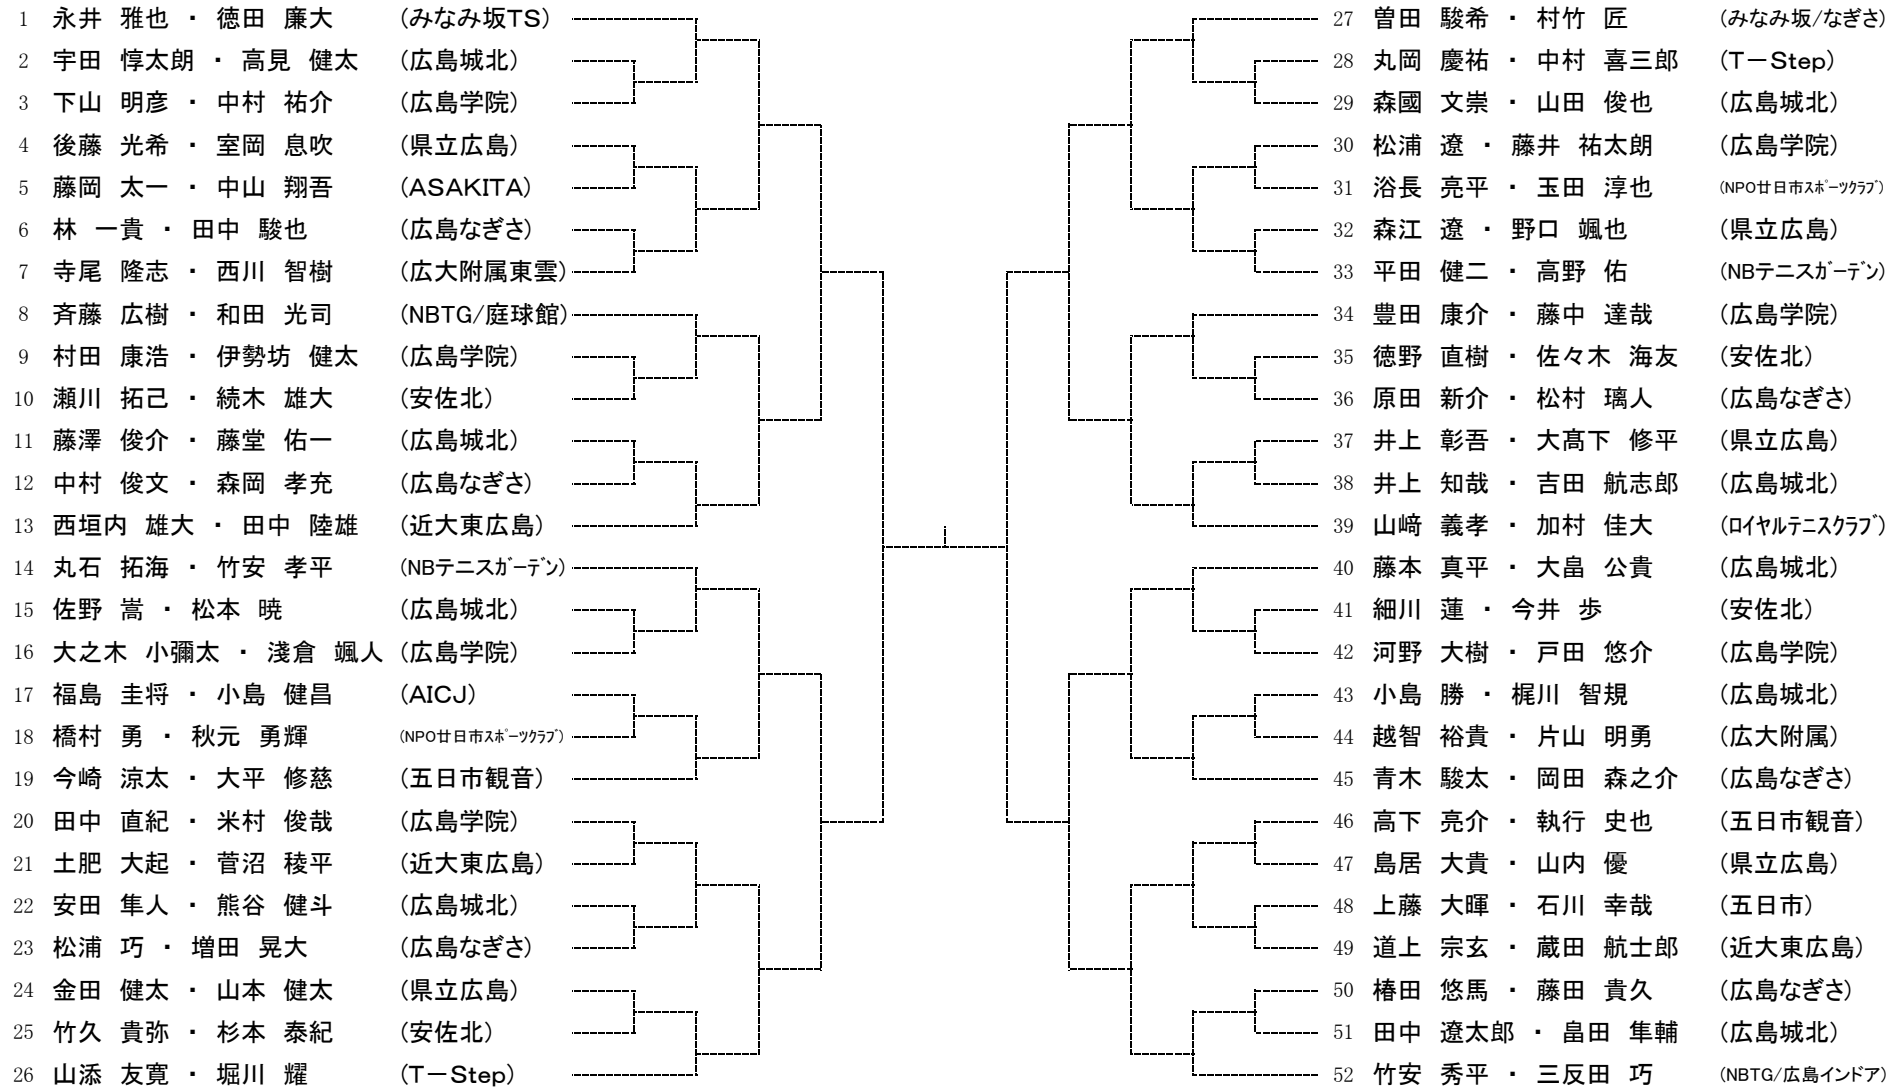 1 永井 雅也 ・ 徳田 廉大 (みなみ坂TS)
2 宇田 惇太朗 ・ 高見 健太 (広島城北)
3 下山 明彦 ・ 中村 祐介 (広島学院)
4 後藤 光希 ・ 室岡 息吹 (県立広島)
5 藤岡 太一 ・ 中山 翔吾 (ASAKITA)
6 林 一貴 ・ 田中 駿也 (広島なぎさ)
7 寺尾 隆志 ・ 西川 智樹 (広大附属東雲)
8 斉藤 広樹 ・ 和田 光司 (NBTG/庭球館)
9 村田 康浩 ・ 伊勢坊 健太 (広島学院)
10 瀬川 拓己 ・ 続木 雄大 (安佐北)
11 藤澤 俊介 ・ 藤堂 佑一 (広島城北)
12 中村 俊文 ・ 森岡 孝充 (広島なぎさ)
13 西垣内 雄大 ・ 田中 陸雄 (近大東広島)
14 丸石 拓海 ・ 竹安 孝平 (NBテニスガーデン)
15 佐野 嵩 ・ 松本 暁 (広島城北)
16 大之木 小彌太 ・ 淺倉 颯人 (広島学院)
17 福島 圭将 ・ 小島 健昌 (AICJ)
18 橋村 勇 ・ 秋元 勇輝 (NPO廿日市スポーツクラブ)
19 今崎 涼太 ・ 大平 修慈 (五日市観音)
20 田中 直紀 ・ 米村 俊哉 (広島学院)
21 土肥 大起 ・ 菅沼 稜平 (近大東広島)
22 安田 隼人 ・ 熊谷 健斗 (広島城北)
23 松浦 巧 ・ 増田 晃大 (広島なぎさ)
24 金田 健太 ・ 山本 健太 (県立広島)
25 竹久 貴弥 ・ 杉本 泰紀 (安佐北)
26 山添 友寛 ・ 堀川 耀 (T－Step)
27 曽田 駿希 ・ 村竹 匠 (みなみ坂/なぎさ)
28 丸岡 慶祐 ・ 中村 喜三郎 (T－Step)
29 森國 文崇 ・ 山田 俊也 (広島城北)
30 松浦 遼 ・ 藤井 祐太朗 (広島学院)
31 浴長 亮平 ・ 玉田 淳也 (NPO廿日市スポーツクラブ)
32 森江 遼 ・ 野口 颯也 (県立広島)
33 平田 健二 ・ 高野 佑 (NBテニスガーデン)
34 豊田 康介 ・ 藤中 達哉 (広島学院)
35 徳野 直樹 ・ 佐々木 海友 (安佐北)
36 原田 新介 ・ 松村 璃人 (広島なぎさ)
37 井上 彰吾 ・ 大髙下 修平 (県立広島)
38 井上 知哉 ・ 吉田 航志郎 (広島城北)
39 山﨑 義孝 ・ 加村 佳大 (ロイヤルテニスクラブ)
40 藤本 真平 ・ 大畠 公貴 (広島城北)
41 細川 蓮 ・ 今井 歩 (安佐北)
42 河野 大樹 ・ 戸田 悠介 (広島学院)
43 小島 勝 ・ 梶川 智規 (広島城北)
44 越智 裕貴 ・ 片山 明勇 (広大附属)
45 青木 駿太 ・ 岡田 森之介 (広島なぎさ)
46 高下 亮介 ・ 執行 史也 (五日市観音)
47 島居 大貴 ・ 山内 優 (県立広島)
48 上藤 大暉 ・ 石川 幸哉 (五日市)
49 道上 宗玄 ・ 蔵田 航士郎 (近大東広島)
50 椿田 悠馬 ・ 藤田 貴久 (広島なぎさ)
51 田中 遼太郎 ・ 畠田 隼輔 (広島城北)
52 竹安 秀平 ・ 三反田 巧 (NBTG/広島インドア)